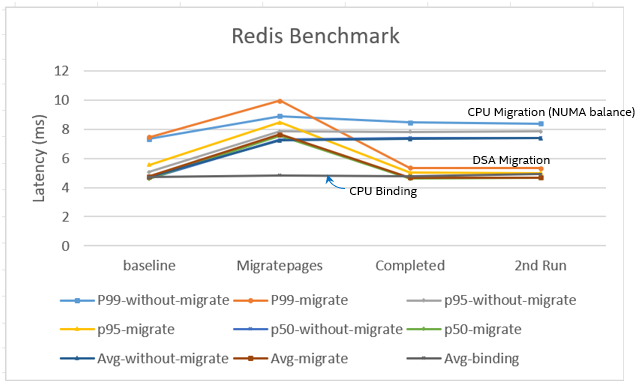 Redis Benchmark
12
10
8
6
4
2
0
Latency (ms)
CPU Migration (NUMA balance)
DSA Migration
CPU Binding
baseline Migratepages Completed 2nd Run
P99-without-migrate P99-migrate p95-without-migrate
p95-migrate p50-without-migrate p50-migrate
Avg-without-migrate Avg-migrate Avg-binding